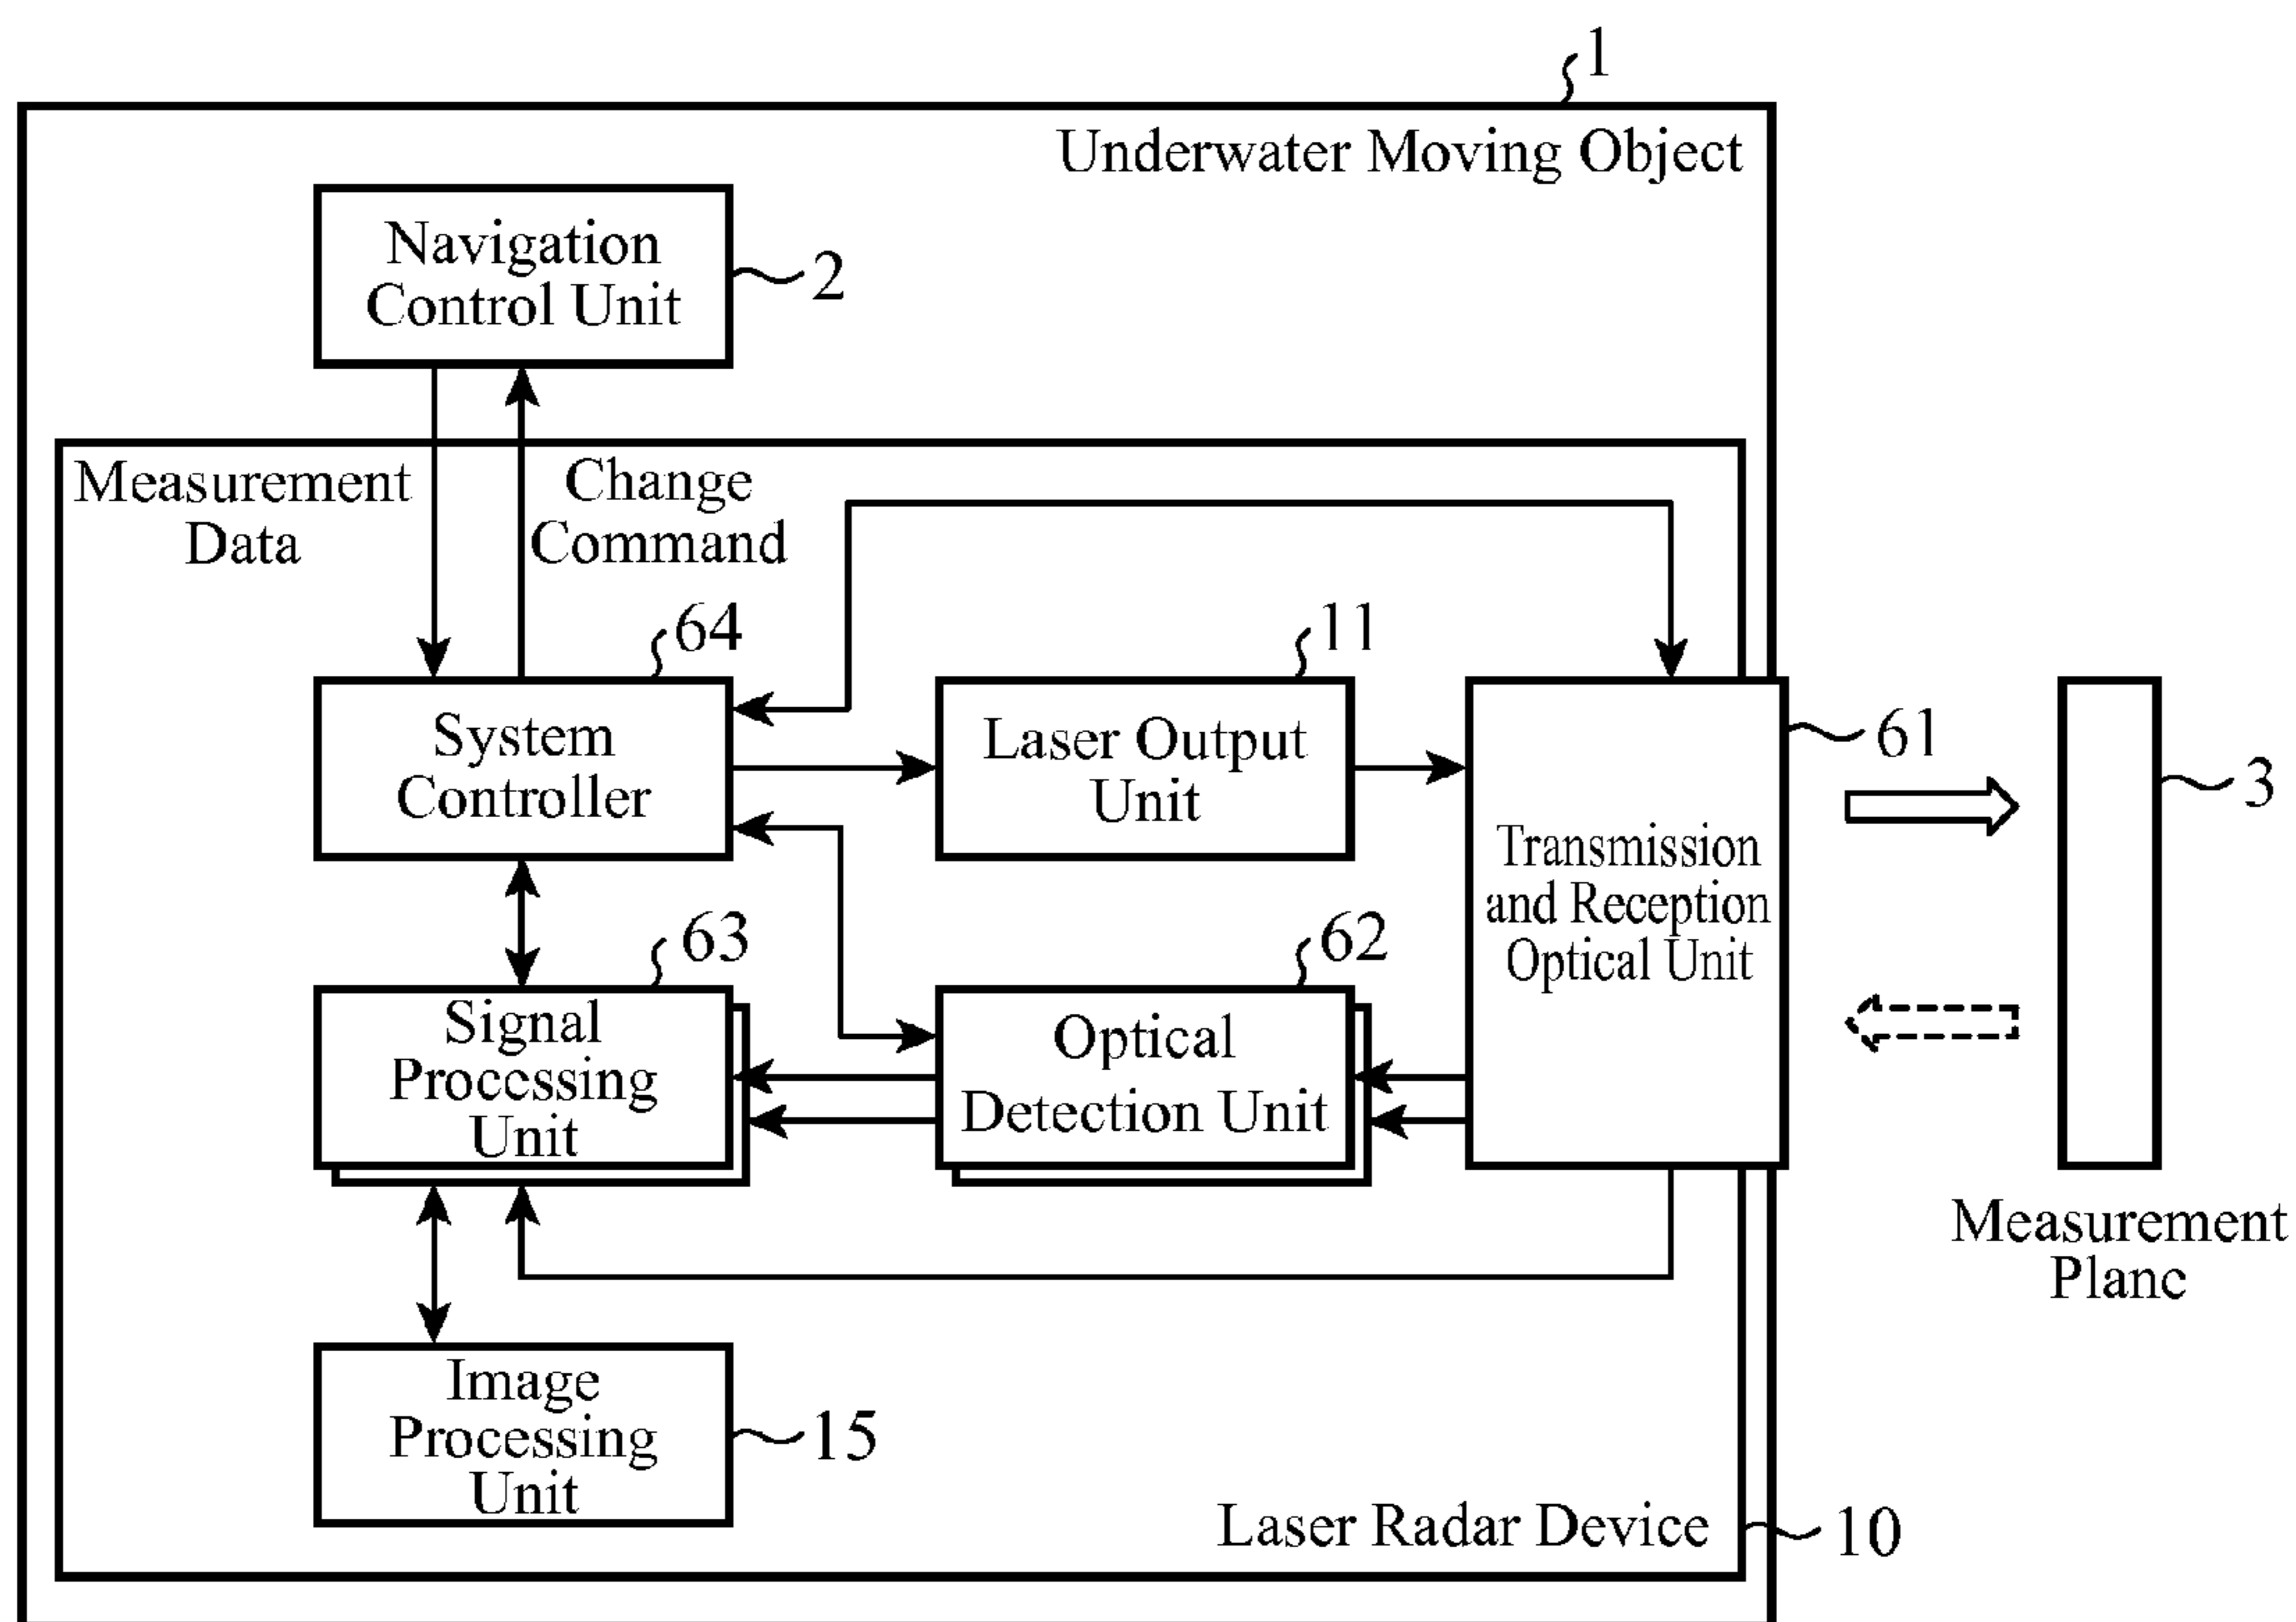 1
Underwater Moving Object
Navigation
Control Unit
2
Measurement
Data
Change
Command
64
11
System
Controller
Laser Output
Unit
61
3
Transmission
and Reception
Optical Unit
63
62
Signal
Processing
Unit
Optical
Detection Unit
Measurement
Plane
Image
Processing
Unit
15
Laser Radar Device
10